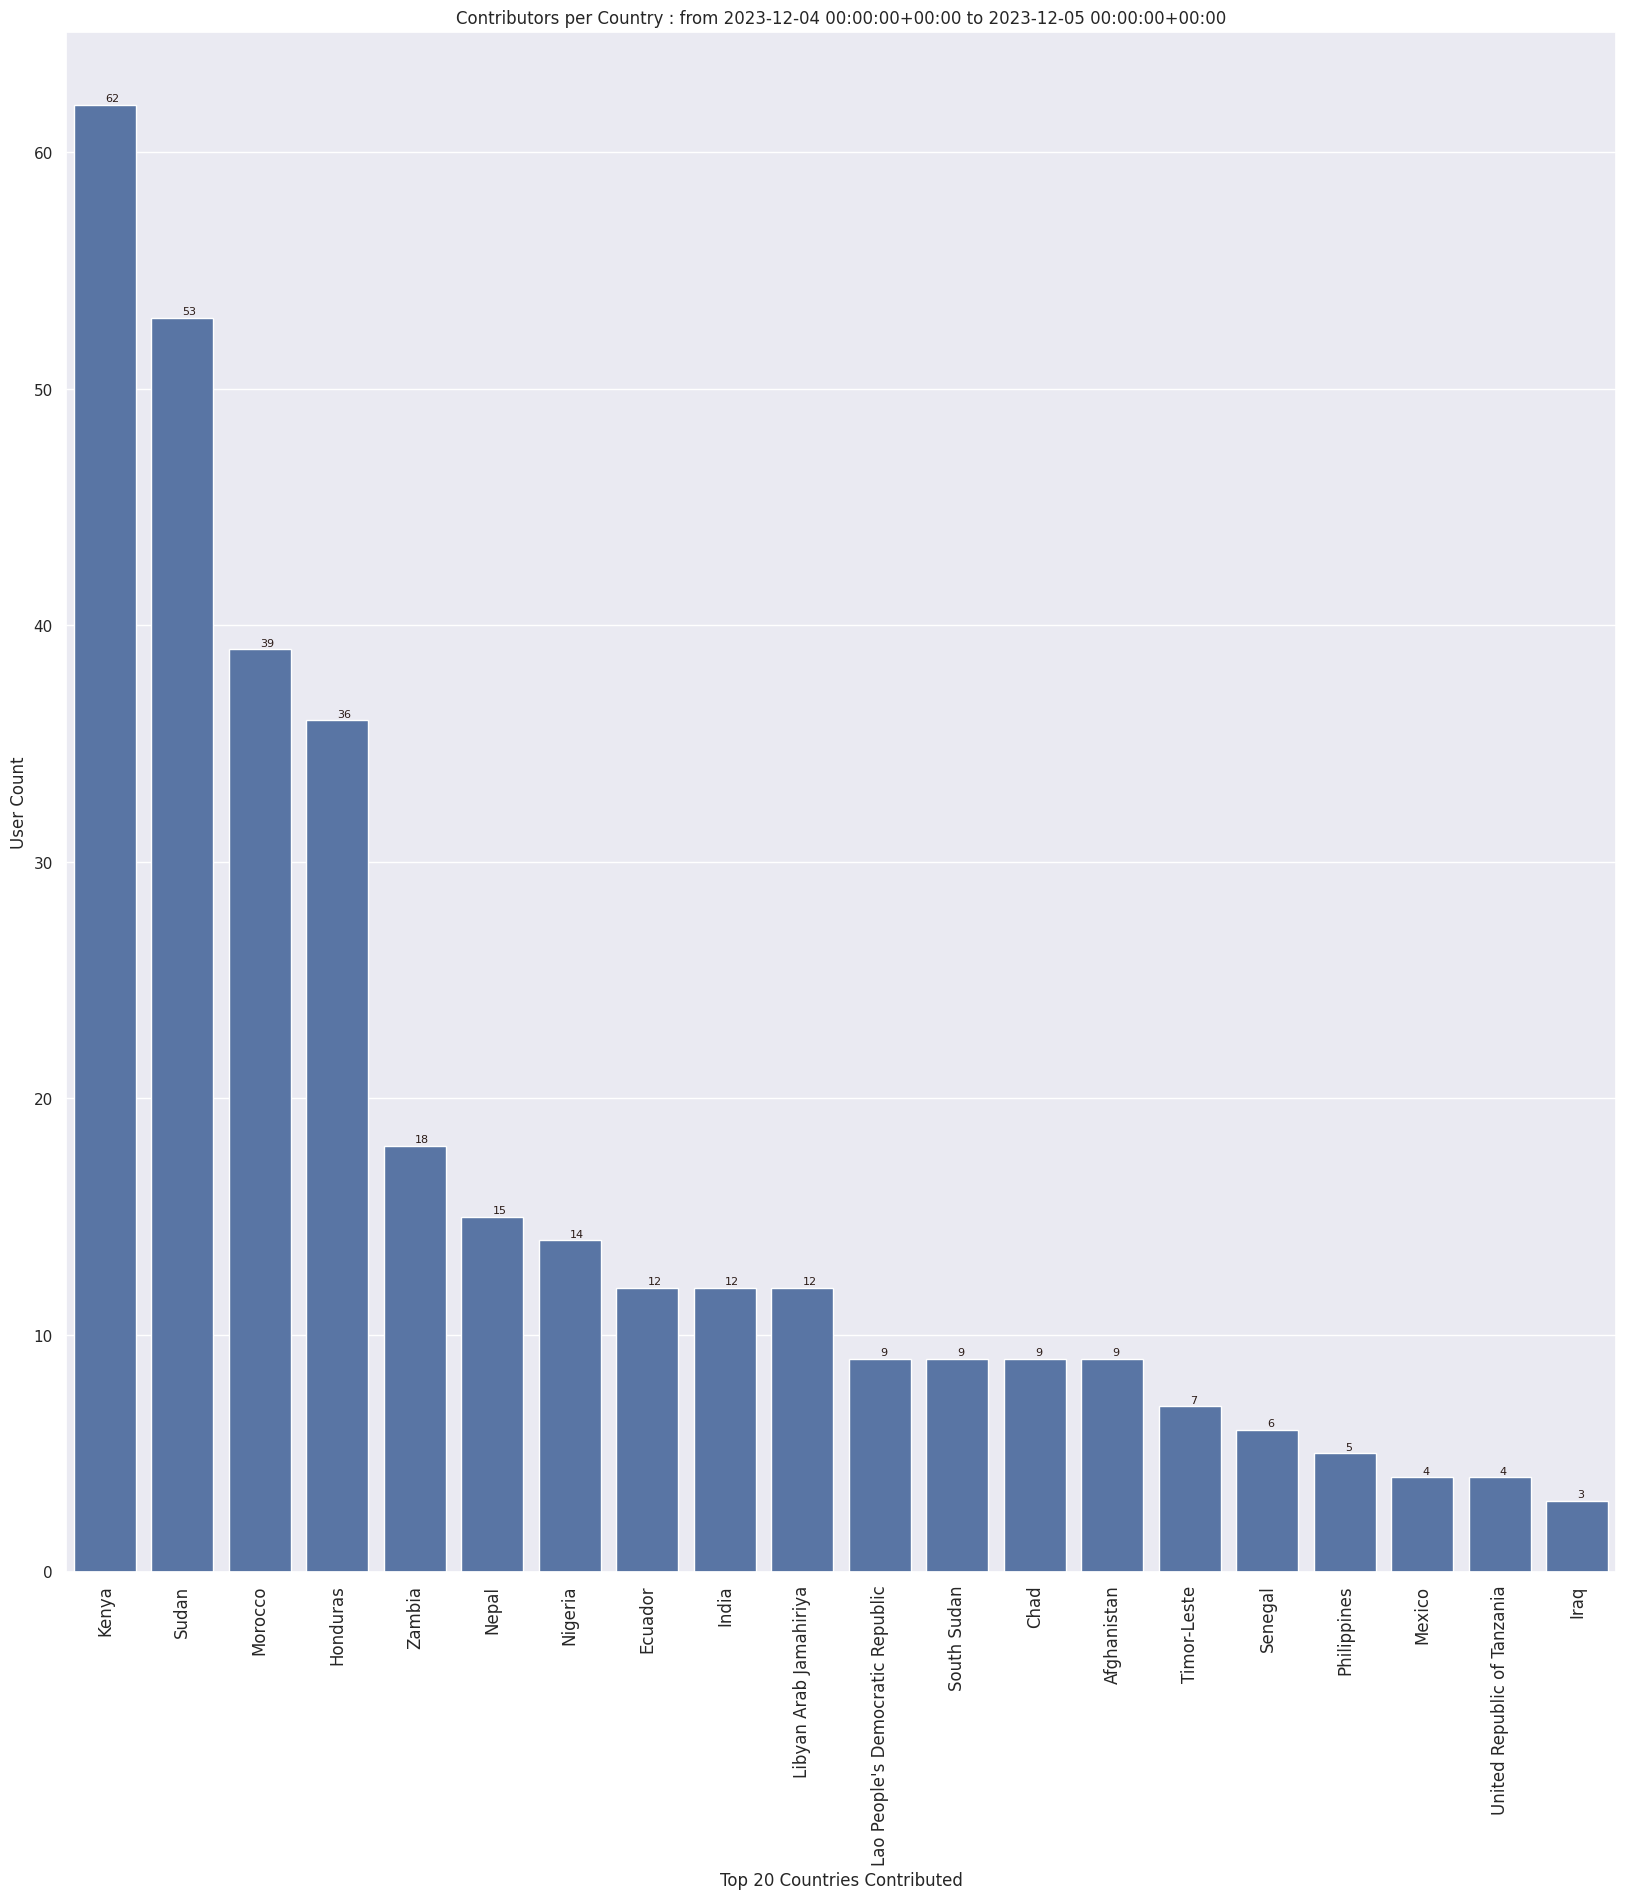 Contributors per Country : from 2023-12-04 00:00:00+00:00 to 2023-12-05 00:00:00+00:00
User Count
60
50
40
30
20
10
0
62
53
39
36
18
15
14
12
12
12
9
9
9
9
7
6
5
4
4
3
Kenya
Sudan
Morocco
Honduras
Zambia
Nepal
Nigeria
Ecuador
India
Libyan Arab Jamahiriya
Lao People's Democratic Republic
South Sudan
Chad
Afghanistan
Timor-Leste
Senegal
Philippines
Mexico
United Republic of Tanzania
Iraq
Top 20 Countries Contributed